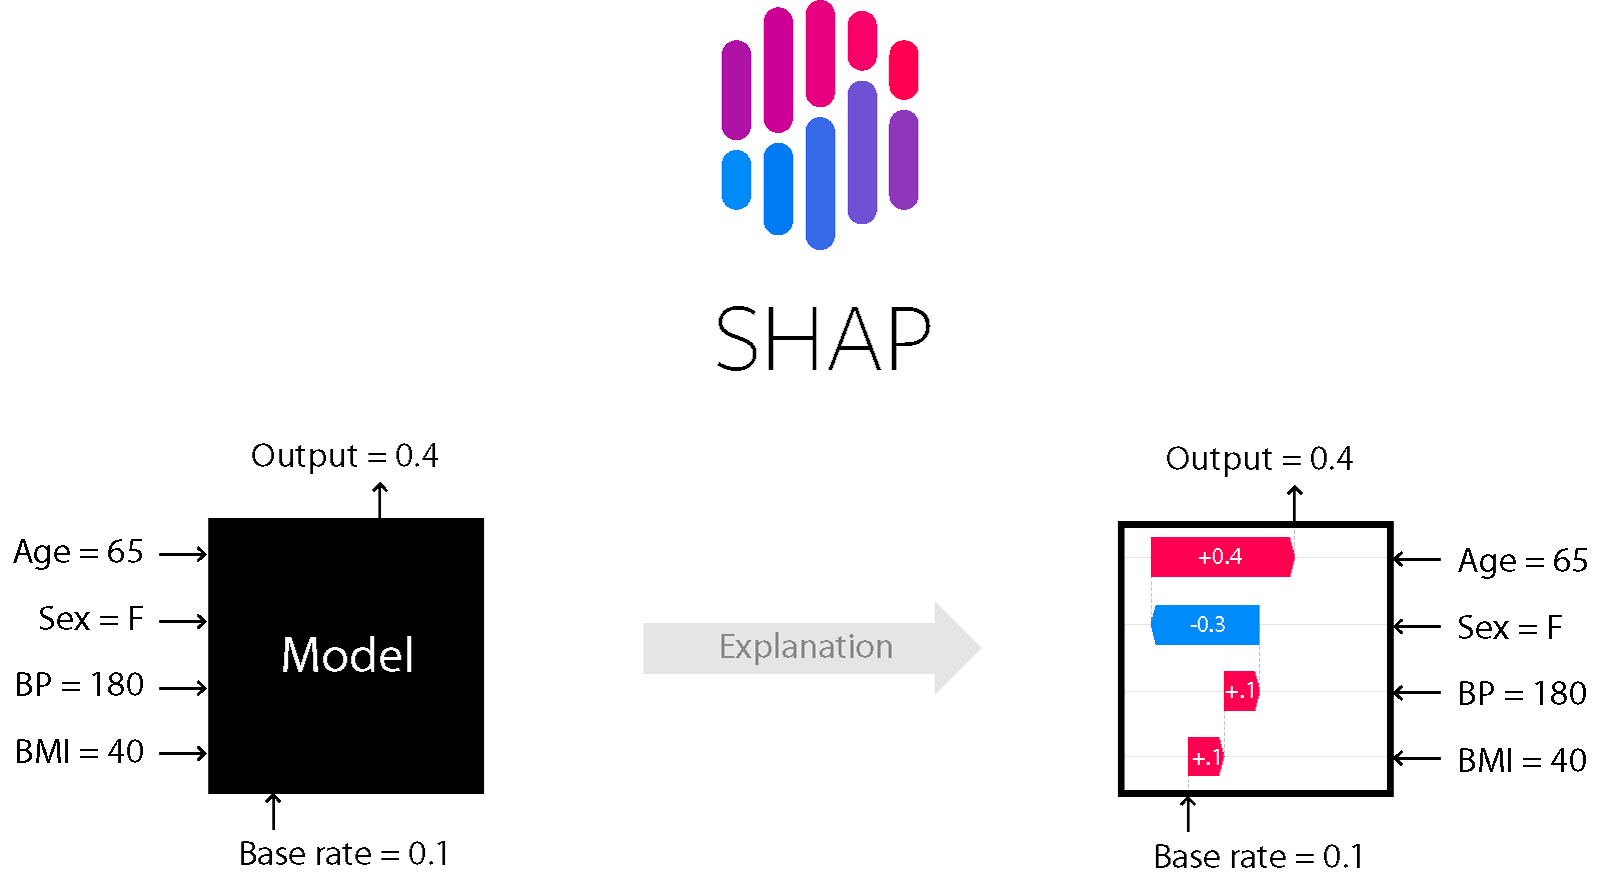 SHAP
Output = 0.4
Age = 65
Sex = F
BP = 180
BMI = 40
Model
Base rate = 0.1
Explanation
Output = 0.4
+0.4
Age = 65
-0.3
Sex = F
+.1
BP = 180
+.1
BMI = 40
Base rate = 0.1